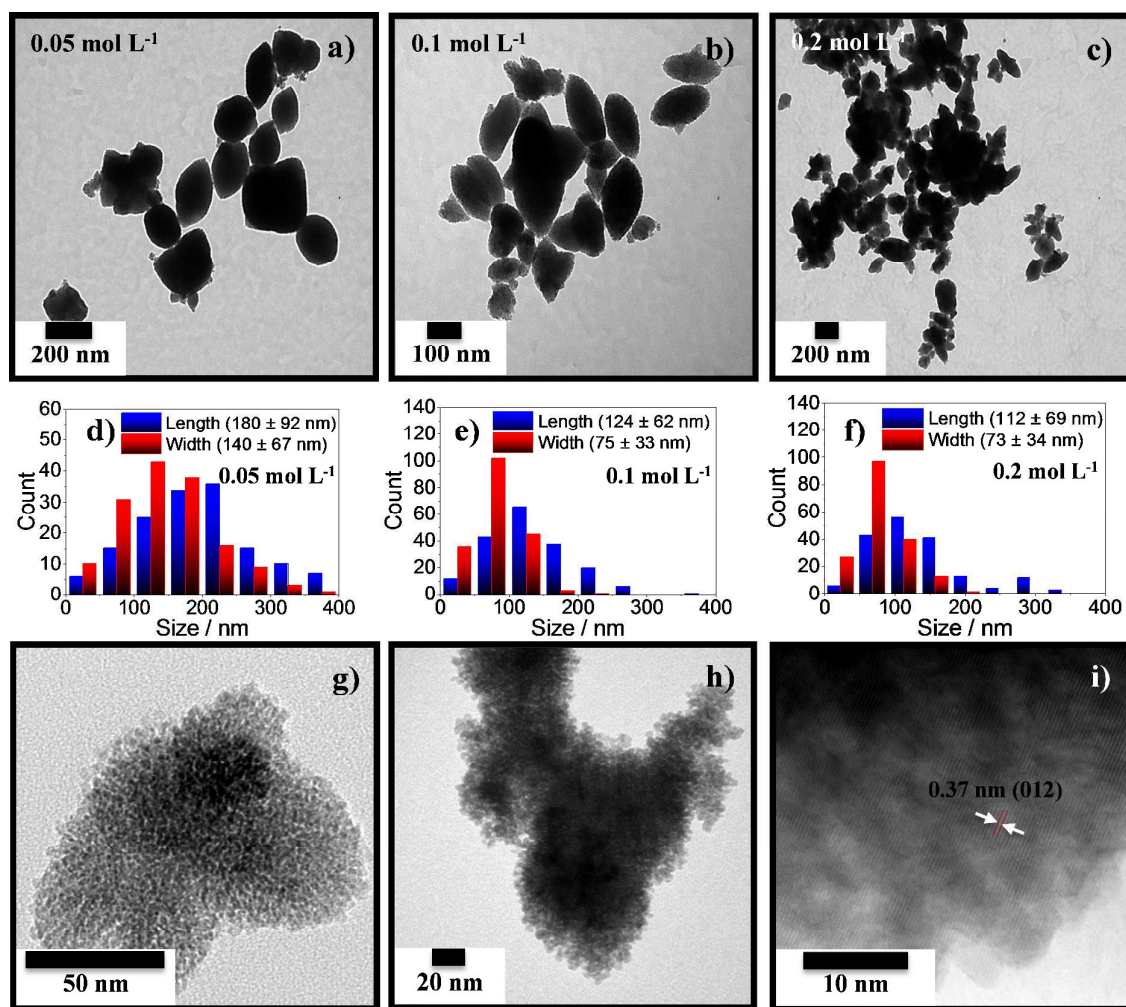 0.05 mol L⁻¹ a)
0.1 mol L⁻¹ b)
0.2 mol L⁻¹ c)
200 nm
100 nm
200 nm
d)
Length (180 ± 92 nm)
Width (140 ± 67 nm)
0.05 mol L⁻¹
60
50
40
30
20
10
0
Count
0 100 200 300 400
Size / nm
e)
Length (124 ± 62 nm)
Width (75 ± 33 nm)
0.1 mol L⁻¹
140
120
100
80
60
40
20
0
Count
0 100 200 300 400
Size / nm
f)
Length (112 ± 69 nm)
Width (73 ± 34 nm)
0.2 mol L⁻¹
140
120
100
80
60
40
20
0
Count
0 100 200 300 400
Size / nm
g)
50 nm
h)
20 nm
i)
0.37 nm (012)
10 nm